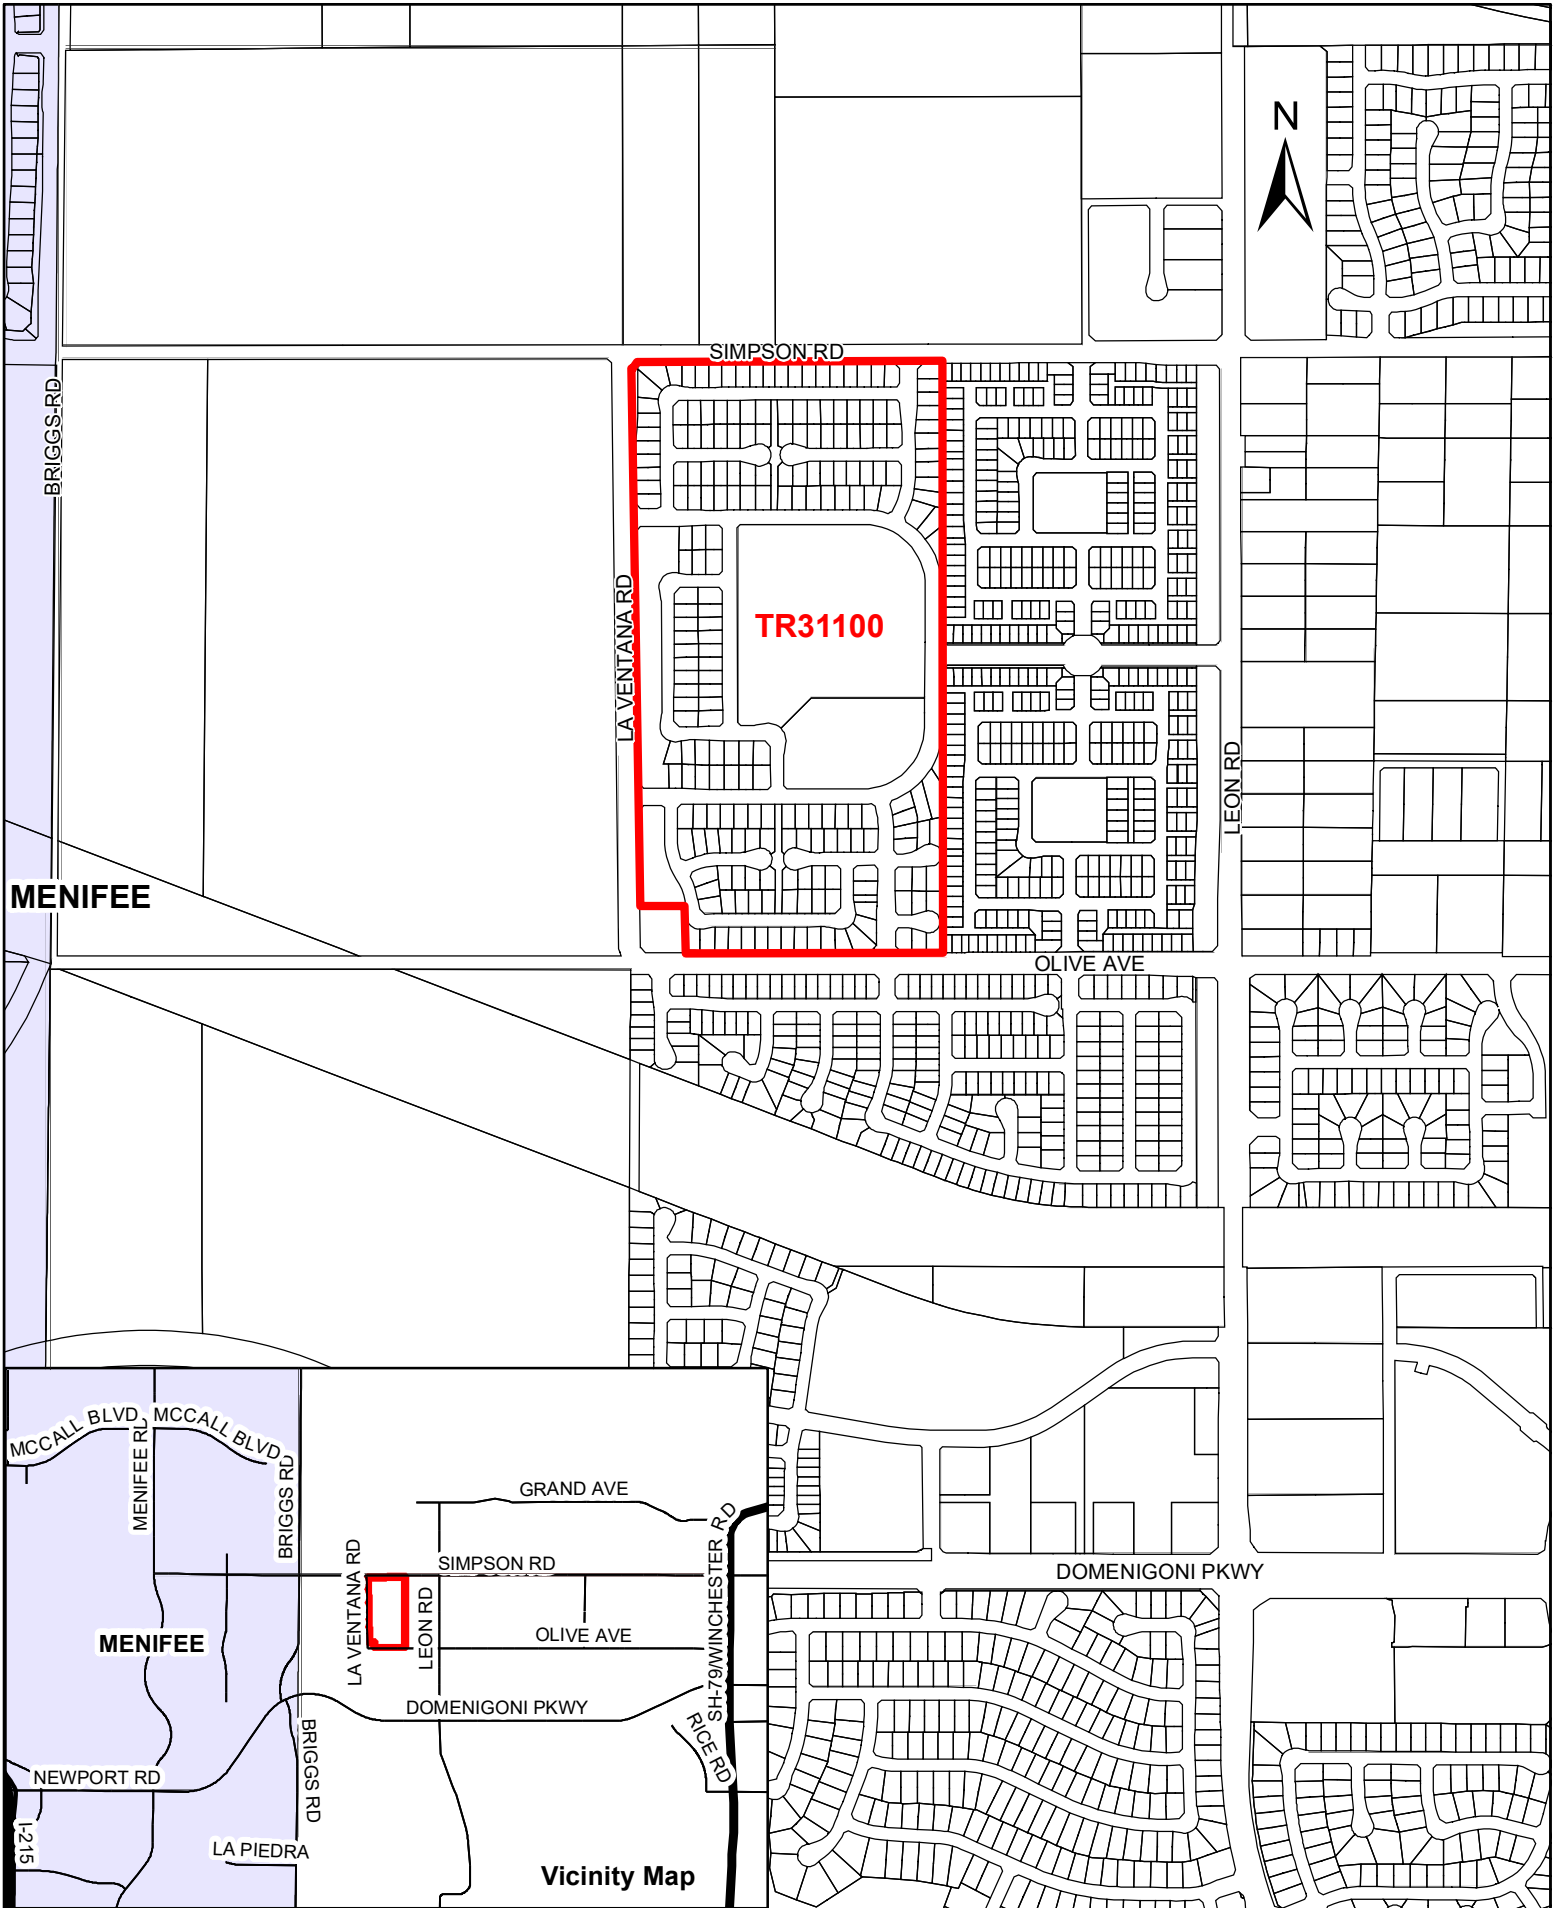 N
SIMPSON RD
BRIGGS RD
LA VENTANA RD
TR31100
LEON RD
MENIFEE
OLIVE AVE
DOMENIGONI PKWY
MCCALL BLVD
MENIFEE RD
MCCALL BLVD
BRIGGS RD
GRAND AVE
SIMPSON RD
LA VENTANA RD
LEON RD
SH-79/WINCHESTER RD
MENIFEE
OLIVE AVE
DOMENIGONI PKWY
RICE RD
BRIGGS RD
NEWPORT RD
I-215
LA PIEDRA
Vicinity Map